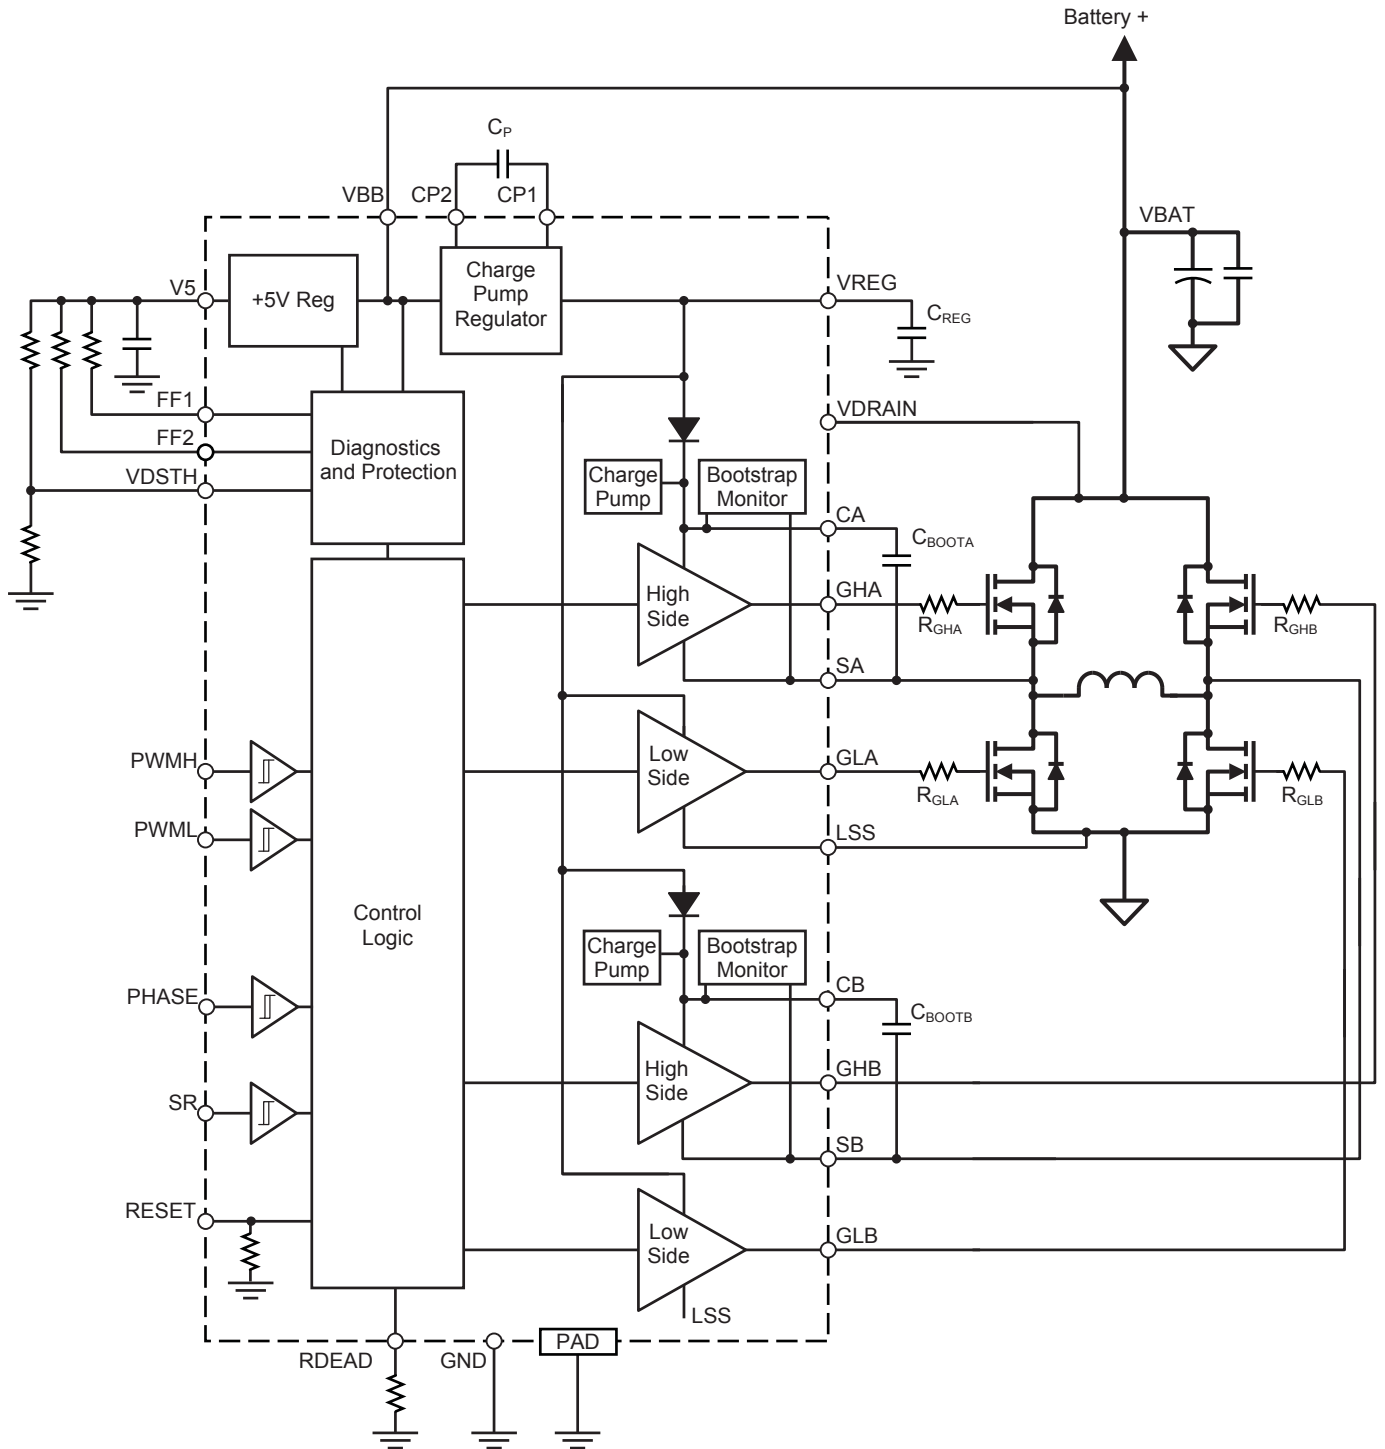 Battery +
CP
VBB
CP2
CP1
VBAT
V5
+5V Reg
Charge
Pump
Regulator
VREG
CREG
FF1
FF2
VDSTH
Diagnostics
and Protection
VDRAIN
Charge
Pump
Bootstrap
Monitor
CA
CBOOTA
High
Side
GHA
RGHA
RGHB
SA
PWMH
PWML
Low
Side
GLA
RGLA
RGLB
LSS
Control
Logic
Charge
Pump
Bootstrap
Monitor
CB
CBOOTB
PHASE
High
Side
GHB
SR
SB
RESET
Low
Side
GLB
LSS
RDEAD
GND
PAD